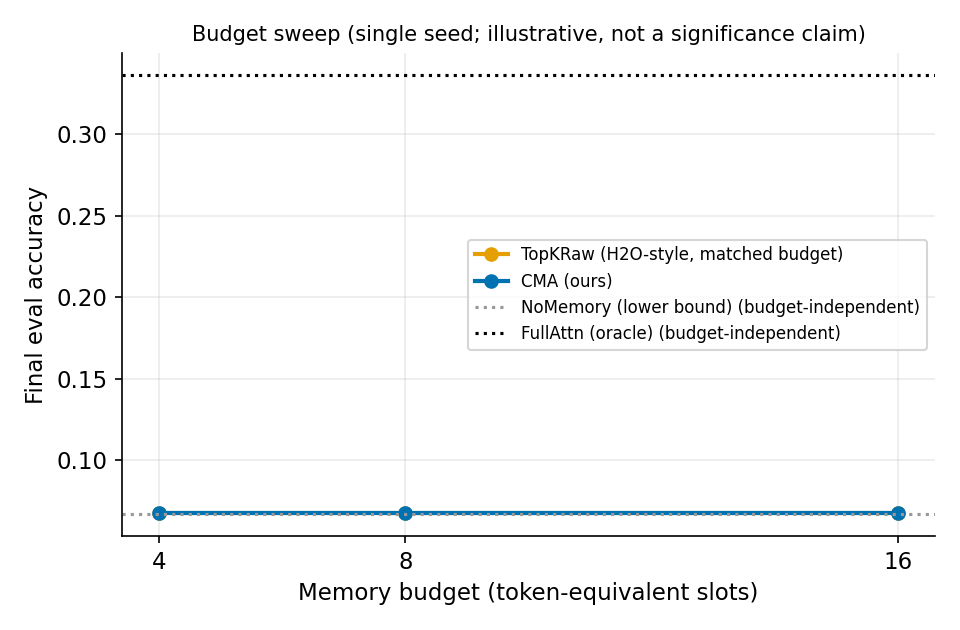 Budget sweep (single seed; illustrative, not a significance claim)
Final eval accuracy
0.30
0.25
0.20
0.15
0.10
TopKRaw (H2O-style, matched budget)
CMA (ours)
NoMemory (lower bound) (budget-independent)
FullAttn (oracle) (budget-independent)
4
8
16
Memory budget (token-equivalent slots)